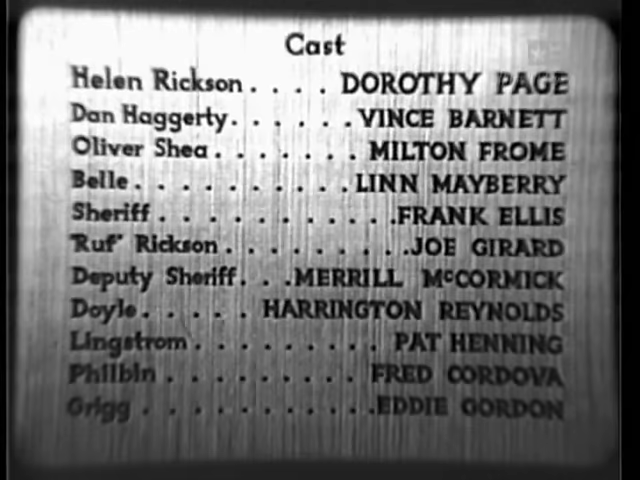 Cast
Helen Rickson . . . . DOROTHY PAGE
Dan Haggerty. . . . . . VINCE BARNETT
Oliver Shea. . . . . . . MILTON FROME
Belle. . . . . . . . . . LINN MAYBERRY
Sheriff . . . . . . . . . . .FRANK ELLIS
"Ruf" Rickson . . . . . . . .JOE GIRARD
Deputy Sheriff. . .MERRILL McCORMICK
Doyle. . . . . HARRINGTON REYNOLDS
Lingstrom . . . . . . . . . PAT HENNING
Philbin . . . . . . . . . FRED CORDOVA
Grigg . . . . . . . . . . .EDDIE GORDON